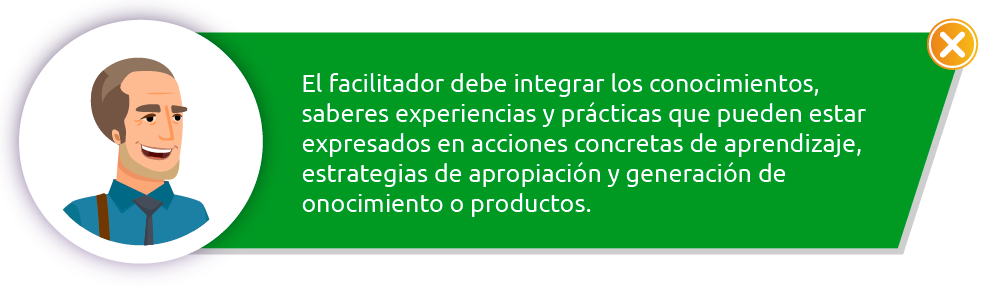 El facilitador debe integrar los conocimientos,
saberes experiencias y prácticas que pueden estar
expresados en acciones concretas de aprendizaje,
estrategias de apropiación y generación de
onocimiento o productos.